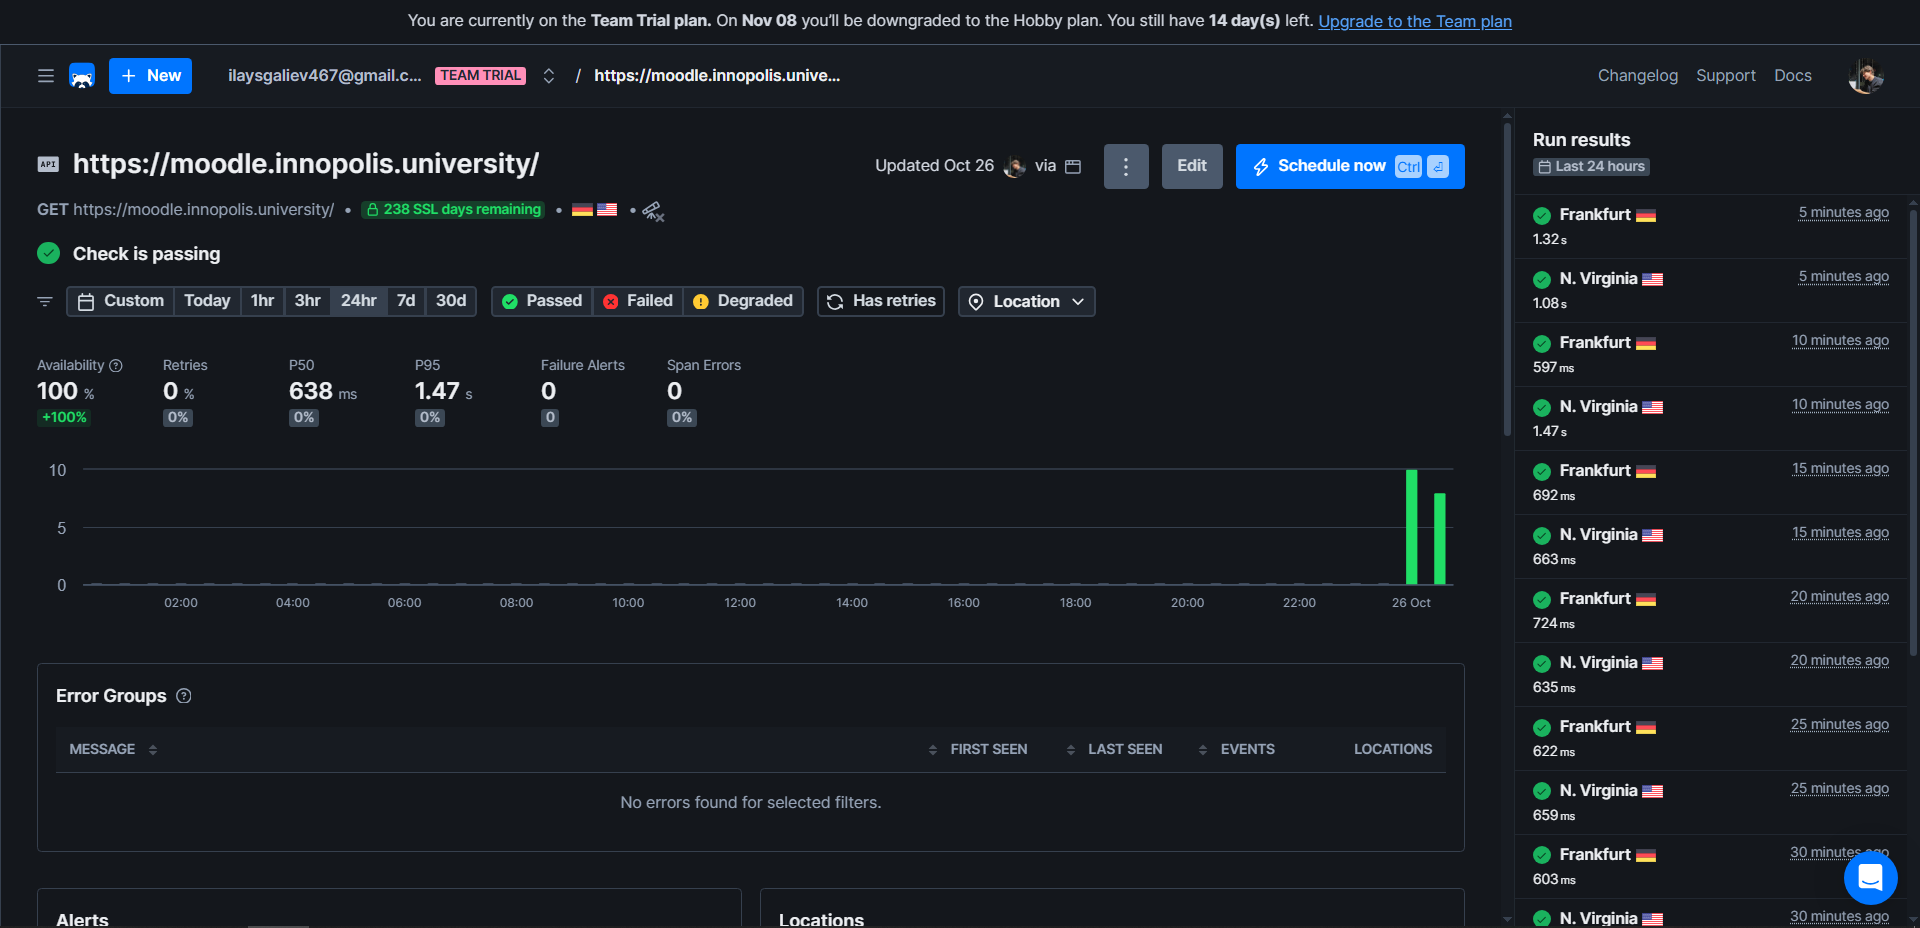 You are currently on the Team Trial plan. On Nov 08 you'll be downgraded to the Hobby plan. You still have 14 day(s) left. Upgrade to the Team plan
New
ilaysgaliev467@gmail.c... TEAM TRIAL / https://moodle.innopolis.unive...
Changelog Support Docs
API https://moodle.innopolis.university/
Updated Oct 26 via
Edit
Schedule now Ctrl
GET https://moodle.innopolis.university/ • 238 SSL days remaining • •
Check is passing
Custom Today 1hr 3hr 24hr 7d 30d Passed Failed Degraded Has retries Location
Availability Retries P50 P95 Failure Alerts Span Errors
100 % 0 % 638 ms 1.47 s 0 0
+100% 0% 0% 0% 0 0%
10
5
0
02:00 04:00 06:00 08:00 10:00 12:00 14:00 16:00 18:00 20:00 22:00 26 Oct
Error Groups
MESSAGE FIRST SEEN LAST SEEN EVENTS LOCATIONS
No errors found for selected filters.
Alerts
Locations
Run results
Last 24 hours
Frankfurt 5 minutes ago
1.32 s
N. Virginia 5 minutes ago
1.08 s
Frankfurt 10 minutes ago
597 ms
N. Virginia 10 minutes ago
1.47 s
Frankfurt 15 minutes ago
692 ms
N. Virginia 15 minutes ago
663 ms
Frankfurt 20 minutes ago
724 ms
N. Virginia 20 minutes ago
635 ms
Frankfurt 25 minutes ago
622 ms
N. Virginia 25 minutes ago
659 ms
Frankfurt 30 minutes ago
603 ms
N. Virginia 30 minutes ago